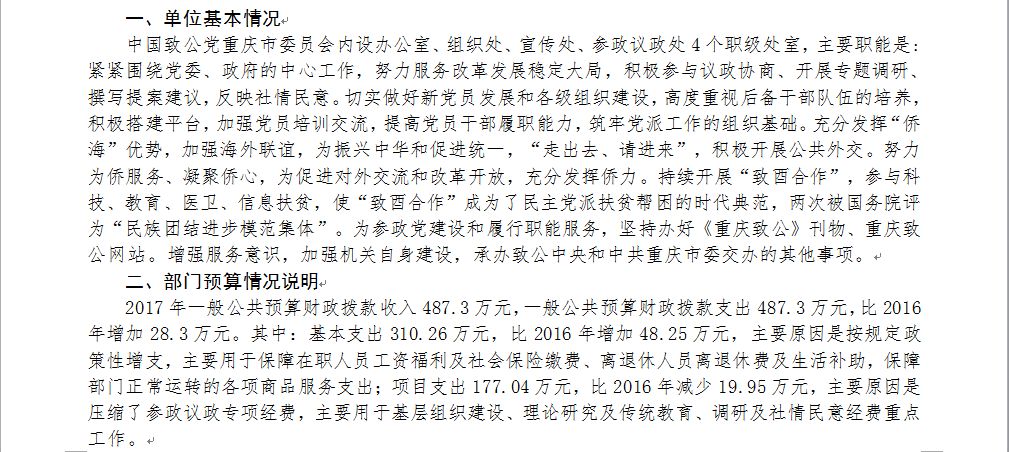 一、单位基本情况
中国致公党重庆市委员会内设办公室、组织处、宣传处、参政议政处 4 个职级处室，主要职能是：
紧紧围绕党委、政府的中心工作，努力服务改革发展稳定大局，积极参与议政协商、开展专题调研、
撰写提案建议，反映社情民意。切实做好新党员发展和各级组织建设，高度重视后备干部队伍的培养，
积极搭建平台，加强党员培训交流，提高党员干部履职能力，筑牢党派工作的组织基础。充分发挥“侨
海”优势，加强海外联谊，为振兴中华和促进统一，“走出去、请进来”，积极开展公共外交。努力
为侨服务、凝聚侨心，为促进对外交流和改革开放，充分发挥侨力。持续开展“致酉合作”，参与科
技、教育、医卫、信息扶贫，使“致酉合作”成为了民主党派扶贫帮困的时代典范，两次被国务院评
为“民族团结进步模范集体”。为参政党建设和履行职能服务，坚持办好《重庆致公》刊物、重庆致
公网站。增强服务意识，加强机关自身建设，承办致公中央和中共重庆市委交办的其他事项。
二、部门预算情况说明
2017 年一般公共预算财政拨款收入 487.3 万元，一般公共预算财政拨款支出 487.3 万元，比 2016
年增加 28.3 万元。其中：基本支出 310.26 万元，比 2016 年增加 48.25 万元，主要原因是按规定政
策性增支，主要用于保障在职人员工资福利及社会保险缴费、离退休人员离退休费及生活补助，保障
部门正常运转的各项商品服务支出；项目支出 177.04 万元，比 2016 年减少 19.95 万元，主要原因是
压缩了参政议政专项经费，主要用于基层组织建设、理论研究及传统教育、调研及社情民意经费重点
工作。